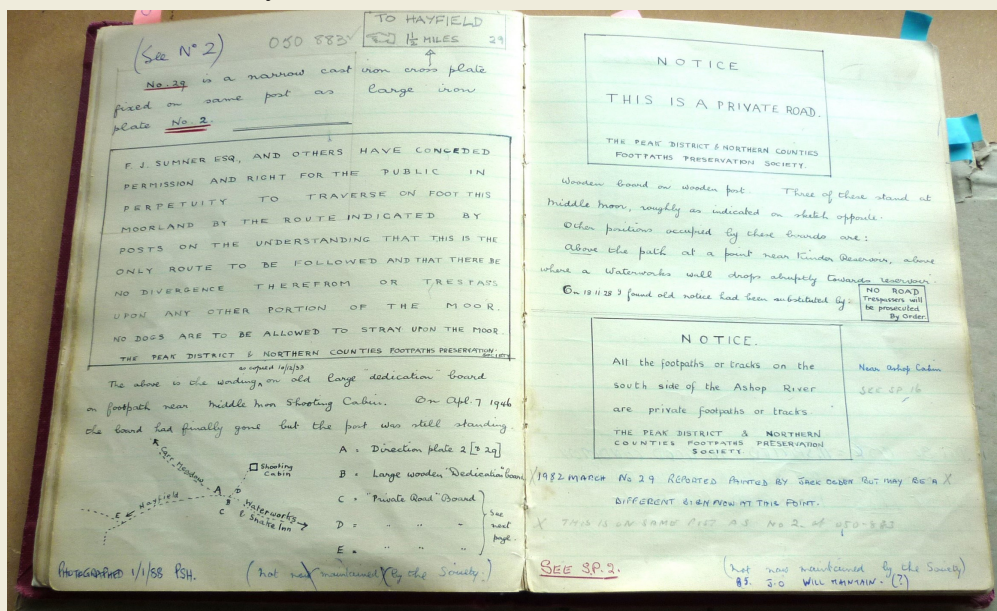 (See No 2)
050 883
TO HAYFIELD
1½ MILES 29
No. 29 is a narrow cast iron cross plate
fixed on same post as large iron
plate No. 2.
F. J. SUMNER ESQ., AND OTHERS HAVE CONCEDED
PERMISSION AND RIGHT FOR THE PUBLIC IN
PERPETUITY TO TRAVERSE ON FOOT THIS
MOORLAND BY THE ROUTE INDICATED BY
POSTS ON THE UNDERSTANDING THAT THIS IS THE
ONLY ROUTE TO BE FOLLOWED AND THAT THERE BE
NO DIVERGENCE THEREFROM OR TRESPASS
UPON ANY OTHER PORTION OF THE MOOR.
NO DOGS ARE TO BE ALLOWED TO STRAY UPON THE MOOR.
THE PEAK DISTRICT & NORTHERN COUNTIES FOOTPATHS PRESERVATION
SOCIETY
as copied 10/12/33
The above is the wording on old large "dedication" board
on footpath near Middle Moor Shooting Cabin. On Apl. 7 1946
the board had finally gone but the post was still standing.
Carr Meadow
Shooting
Cabin
Hayfield
A
B
C
E
Waterworks
& Snake Inn
A = Direction plate 2 [& 29]
B = Large wooden "Dedication" board
C = "Private Road" Board
D = " " "
E = " " "
See
next
page.
PHOTOGRAPHED 1/1/88 PSH.
(not now maintained by the Society.)
NOTICE
THIS IS A PRIVATE ROAD.
THE PEAK DISTRICT & NORTHERN COUNTIES
FOOTPATHS PRESERVATION SOCIETY.
Wooden board on wooden post. Three of these stand at
Middle Moor, roughly as indicated on sketch opposite.
Other positions occupied by these boards are:
Above the path at a point near Kinder Reservoir, above
where a Waterworks wall drops abruptly towards reservoir.
On 18.11.28 I found old notice had been substituted by:
NO ROAD
Trespassers will
be prosecuted
By Order.
NOTICE.
All the footpaths or tracks on the
south side of the Ashop River
are private footpaths or tracks
THE PEAK DISTRICT & NORTHERN
COUNTIES FOOTPATHS PRESERVATION
SOCIETY.
Near Ashop Cabin
SEE SP. 16
1982 MARCH No 29 REPORTED PAINTED BY JACK OGDEN BUT MAY BE A X
DIFFERENT SIGN NOW AT THIS POINT.
X THIS IS ON SAME POST AS No 2. at 050-883
SEE S.P. 2.
(not now maintained by the Society)
85. J.O WILL MAINTAIN. (?)